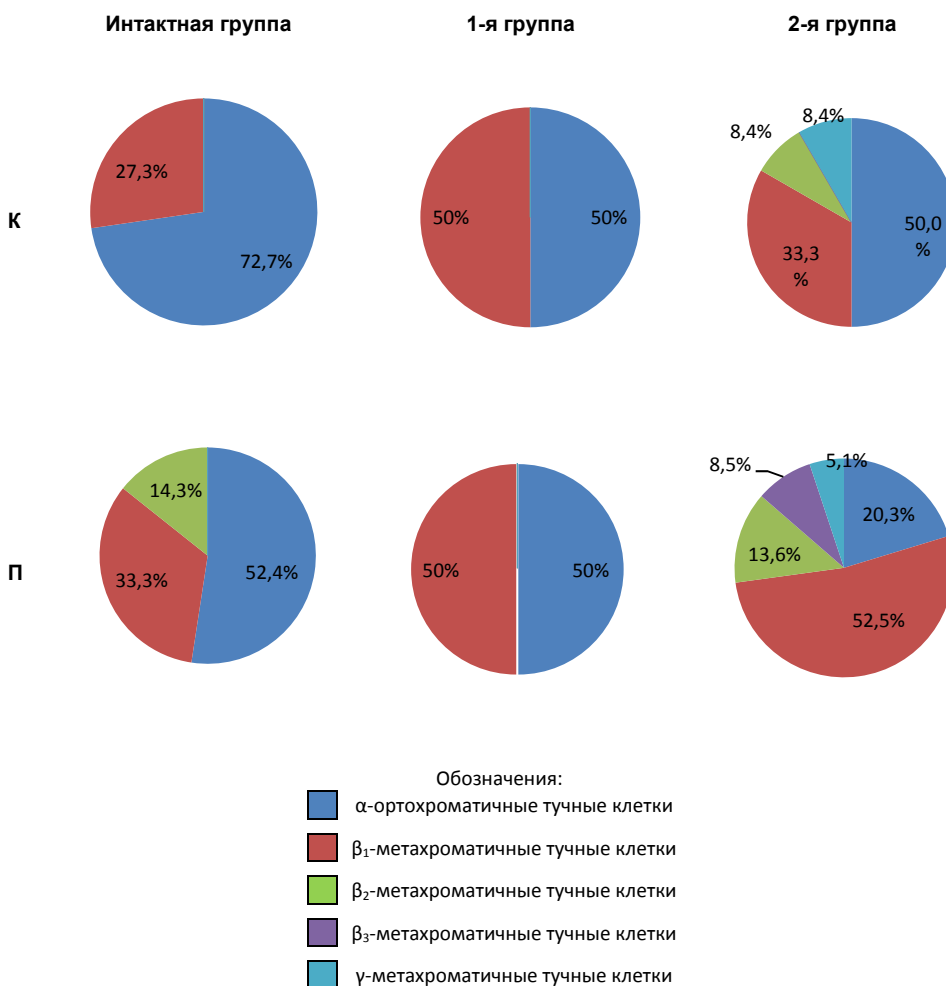 Интактная группа 1-я группа 2-я группа
8,4%
8,4%
27,3%
К
50% 50%
50,0
%
33,3
%
72,7%
8,5%
5,1%
14,3%
20,3%
13,6%
П
33,3% 52,4%
50% 50%
52,5%
Обозначения:
α-ортохроматичные тучные клетки
β₁-метахроматичные тучные клетки
β₂-метахроматичные тучные клетки
β₃-метахроматичные тучные клетки
γ-метахроматичные тучные клетки